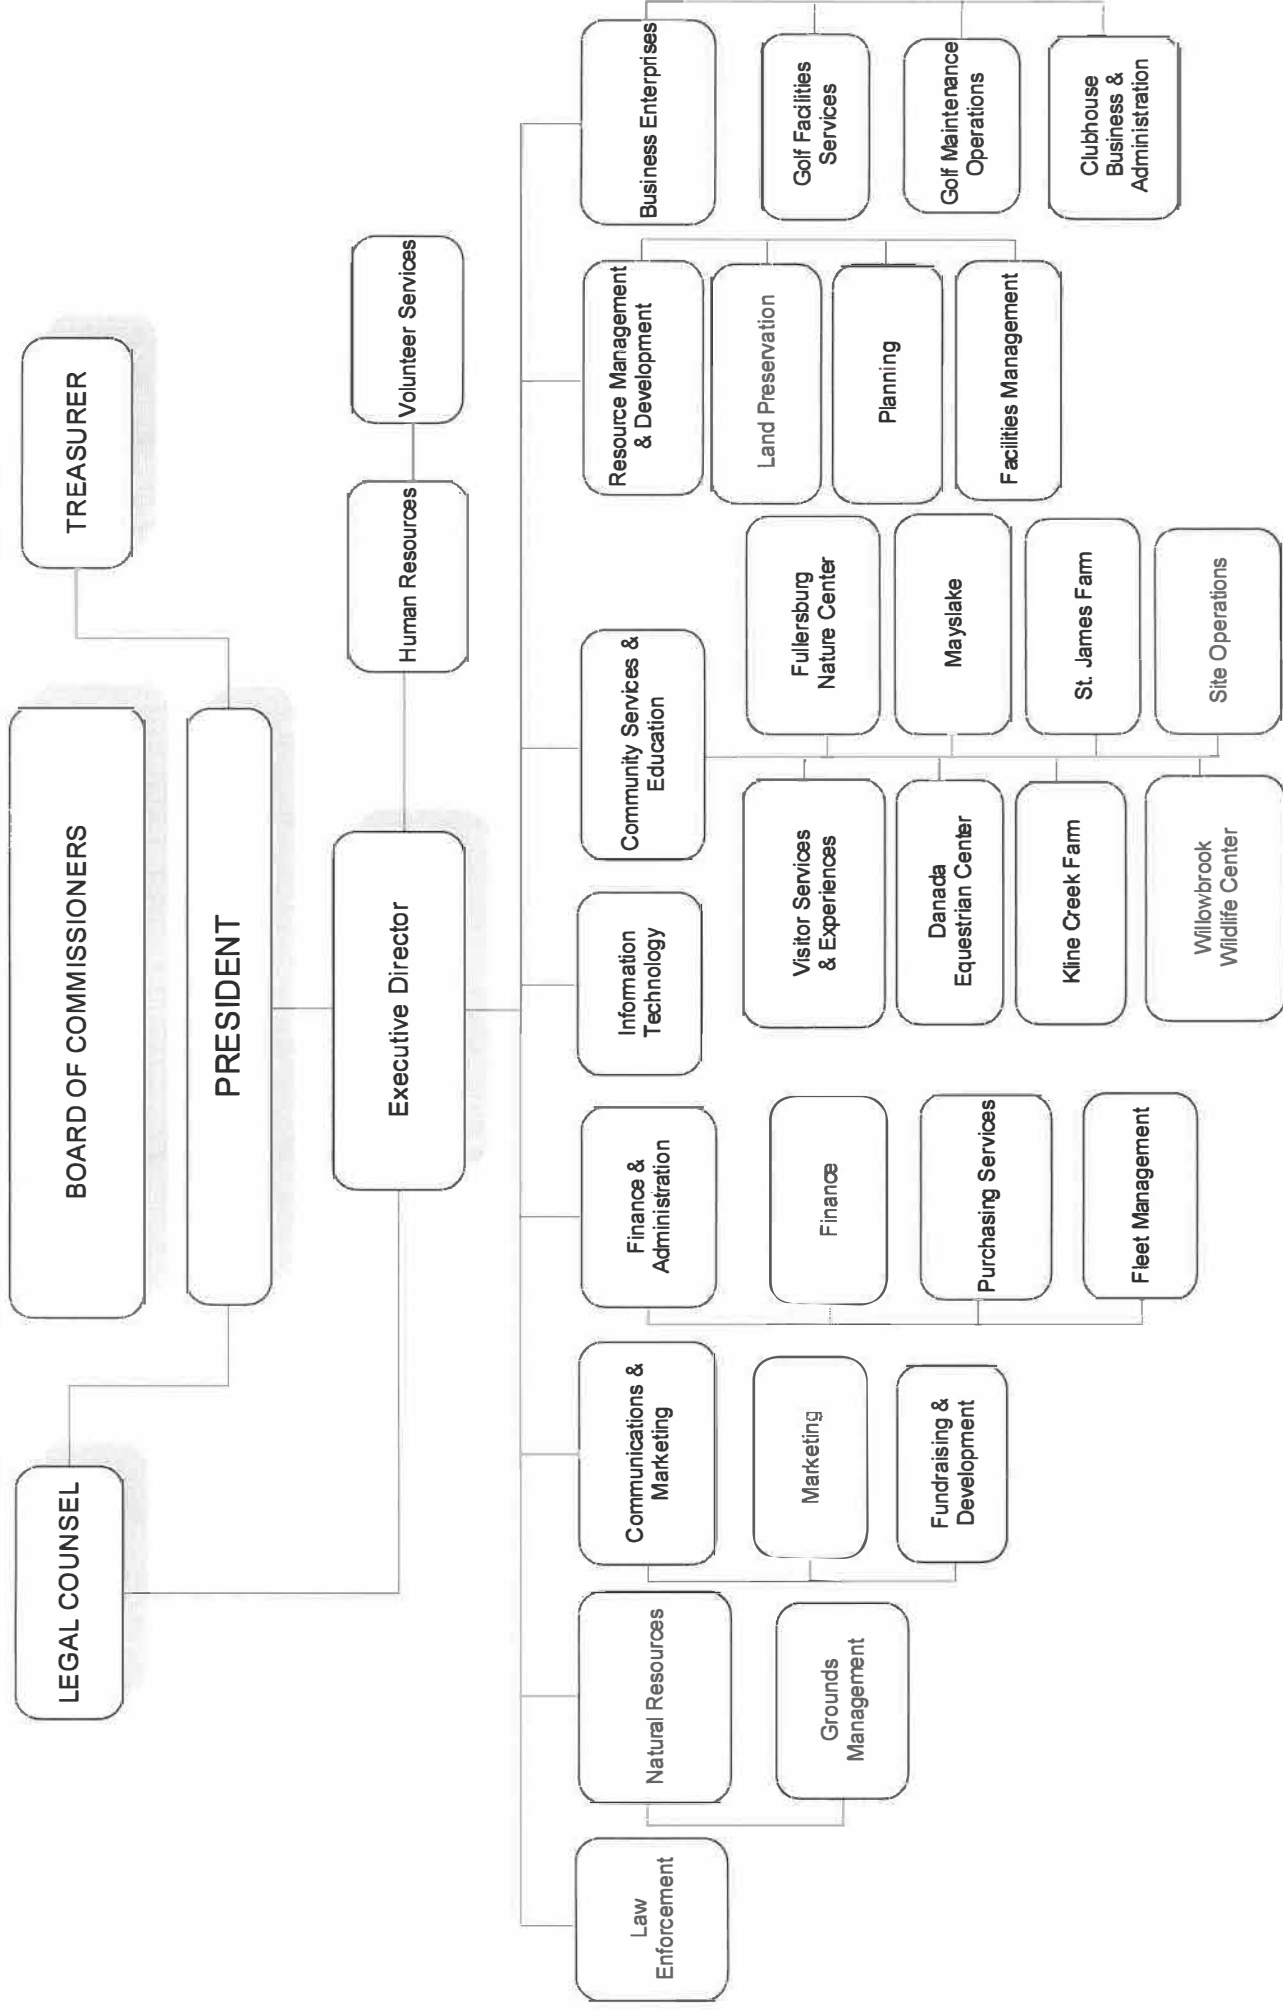 BOARD OF COMMISSIONERS
LEGAL COUNSEL
TREASURER
PRESIDENT
Executive Director
Human Resources
Volunteer Services
Law
Enforcement
Natural Resources
Grounds
Management
Communications &
Marketing
Marketing
Fundraising &
Development
Finance &
Administration
Finance
Purchasing Services
Fleet Management
Information
Technology
Community Services &
Education
Visitor Services
& Experiences
Fullersburg
Nature Center
Danada
Equestrian Center
Mayslake
Kline Creek Farm
St. James Farm
Willowbrook
Wildlife Center
Site Operations
Resource Management
& Development
Land Preservation
Planning
Facilities Management
Business Enterprises
Golf Facilities
Services
Golf Maintenance
Operations
Clubhouse
Business &
Administration